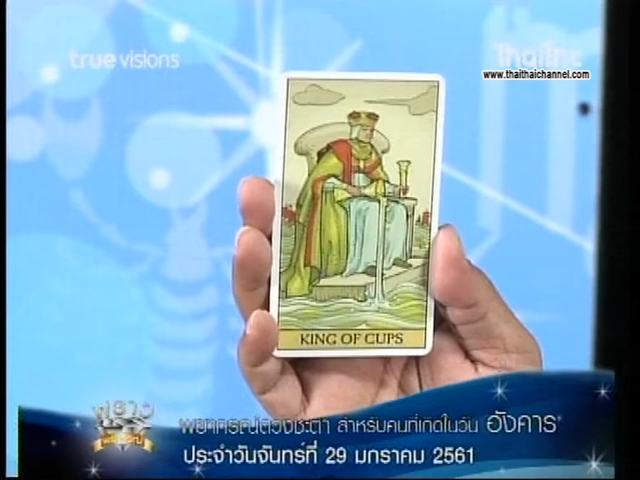 true visions
ThaiThai
www.thaithaichannel.com
KING OF CUPS
พยากรณ์ดวงชะตา สำหรับคนที่เกิดในวัน อังคาร
ประจำวันจันทร์ที่ 29 มกราคม 2561